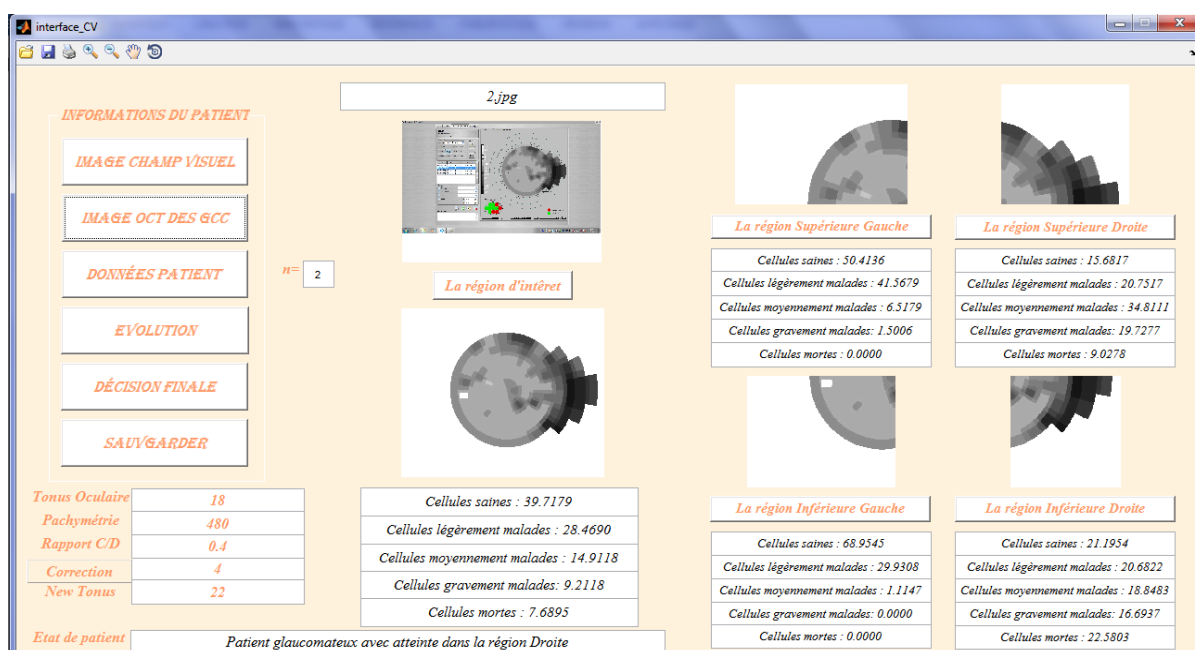 interface_CV
INFORMATIONS DU PATIENT
IMAGE CHAMP VISUEL
IMAGE OCT DES GCC
DONNÉES PATIENT
EVOLUTION
DÉCISION FINALE
SAUVGARDER
n=
2
Tonus Oculaire 18
Pachymétrie 480
Rapport C/D 0.4
Correction 4
New Tonus 22
Etat de patient Patient glaucomateux avec atteinte dans la région Droite
2.jpg
La région d'intêret
Cellules saines : 39.7179
Cellules légèrement malades : 28.4690
Cellules moyennement malades : 14.9118
Cellules gravement malades: 9.2118
Cellules mortes : 7.6895
La région Supérieure Gauche
Cellules saines : 50.4136
Cellules légèrement malades : 41.5679
Cellules moyennement malades : 6.5179
Cellules gravement malades: 1.5006
Cellules mortes : 0.0000
La région Supérieure Droite
Cellules saines : 15.6817
Cellules légèrement malades : 20.7517
Cellules moyennement malades : 34.8111
Cellules gravement malades: 19.7277
Cellules mortes : 9.0278
La région Inférieure Gauche
Cellules saines : 68.9545
Cellules légèrement malades : 29.9308
Cellules moyennement malades : 1.1147
Cellules gravement malades: 0.0000
Cellules mortes : 0.0000
La région Inférieure Droite
Cellules saines : 21.1954
Cellules légèrement malades : 20.6822
Cellules moyennement malades : 18.8483
Cellules gravement malades: 16.6937
Cellules mortes : 22.5803